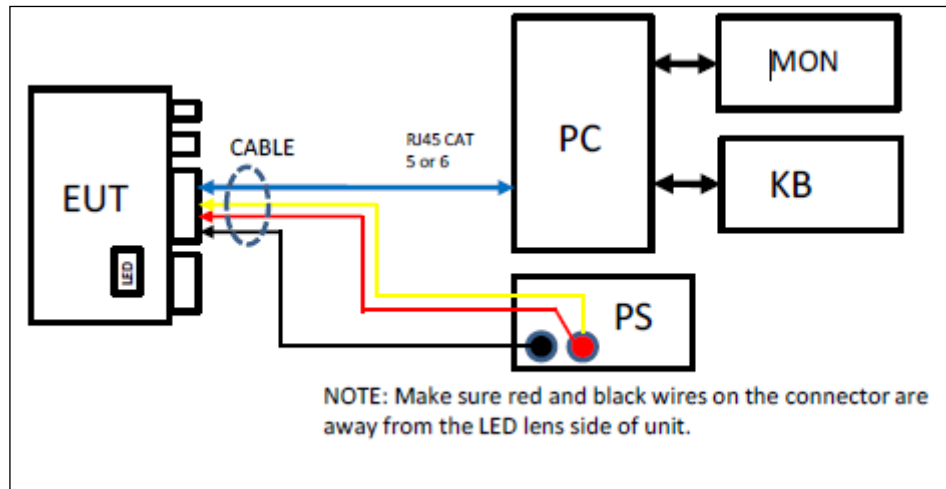 MON
PC
RJ45 CAT
5 or 6
CABLE
KB
EUT
LED
PS
NOTE: Make sure red and black wires on the connector are
away from the LED lens side of unit.